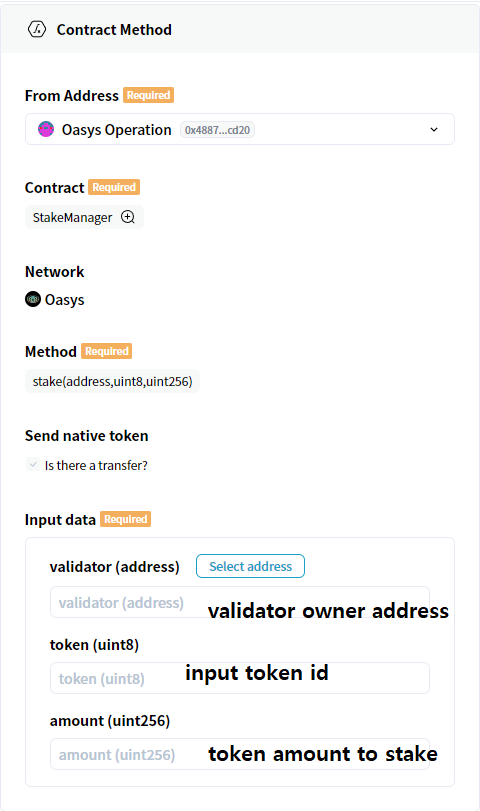 Contract Method
From Address Required
Oasys Operation 0x4887...cd20
Contract Required
StakeManager
Network
Oasys
Method Required
stake(address,uint8,uint256)
Send native token
Is there a transfer?
Input data Required
validator (address) Select address
validator (address) validator owner address
token (uint8)
token (uint8) input token id
amount (uint256)
amount (uint256) token amount to stake